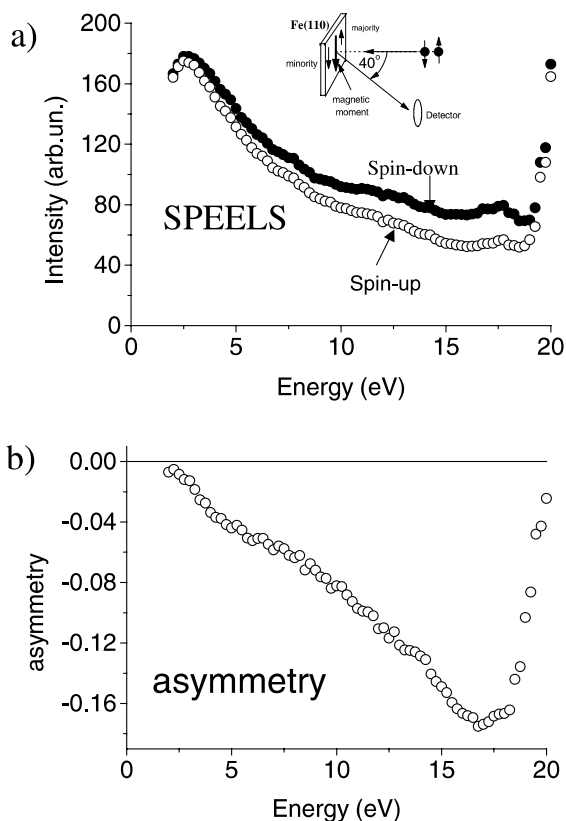 a)
200
160
120
80
40
0
Intensity (arb.un.)
Fe(110)
majority
minority
40°
magnetic
moment
Detector
SPEELS
Spin-down
Spin-up
0 5 10 15 20
Energy (eV)
b)
0.00
-0.04
-0.08
-0.12
-0.16
asymmetry
asymmetry
0 5 10 15 20
Energy (eV)